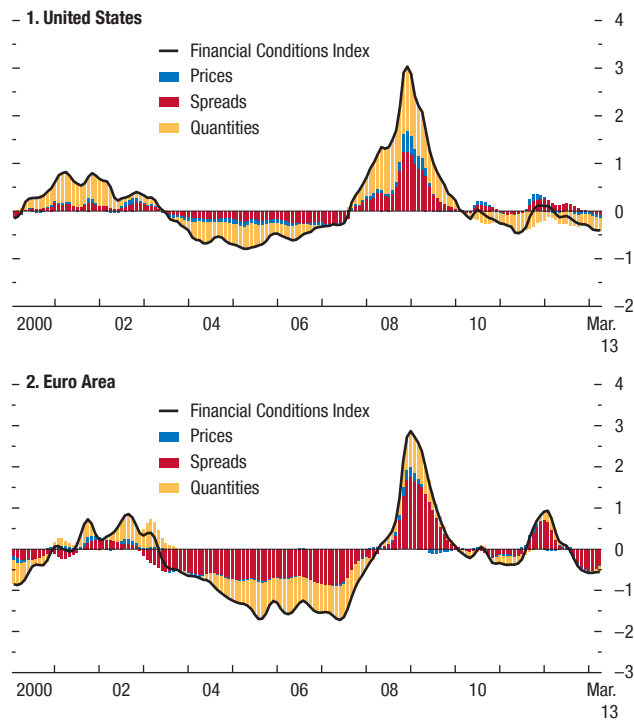 1. United States
Financial Conditions Index
Prices
Spreads
Quantities
4
3
2
1
0
−1
−2
2000 02 04 06 08 10 Mar.
13
2. Euro Area
Financial Conditions Index
Prices
Spreads
Quantities
4
3
2
1
0
−1
−2
−3
2000 02 04 06 08 10 Mar.
13